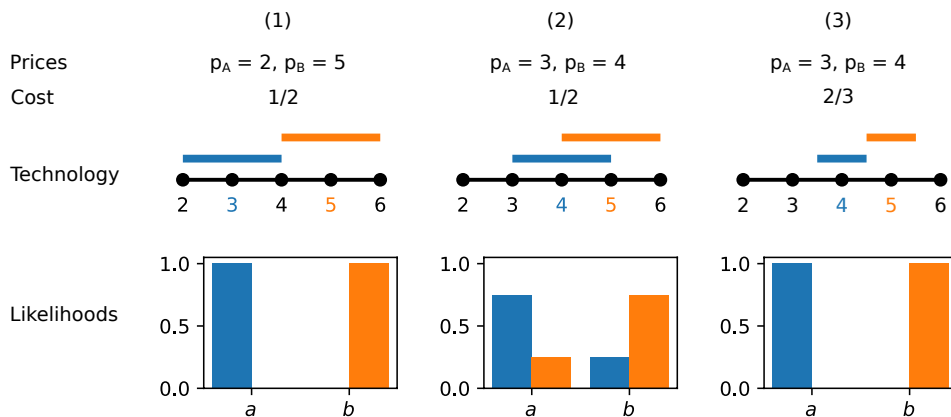 (1) (2) (3)
Prices p_A = 2, p_B = 5 p_A = 3, p_B = 4 p_A = 3, p_B = 4
Cost 1/2 1/2 2/3
Technology
2 3 4 5 6 2 3 4 5 6 2 3 4 5 6
Likelihoods
1.0 1.0 1.0
0.5 0.5 0.5
0.0 0.0 0.0
a b a b a b